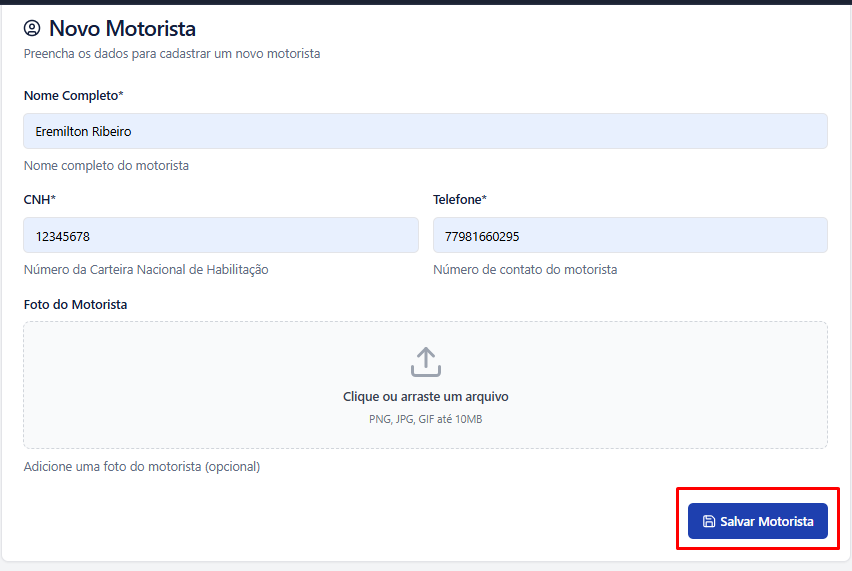 Novo Motorista
Preencha os dados para cadastrar um novo motorista
Nome Completo*
Eremilton Ribeiro
Nome completo do motorista
CNH* Telefone*
12345678 77981660295
Número da Carteira Nacional de Habilitação Número de contato do motorista
Foto do Motorista
Clique ou arraste um arquivo
PNG, JPG, GIF até 10MB
Adicione uma foto do motorista (opcional)
Salvar Motorista